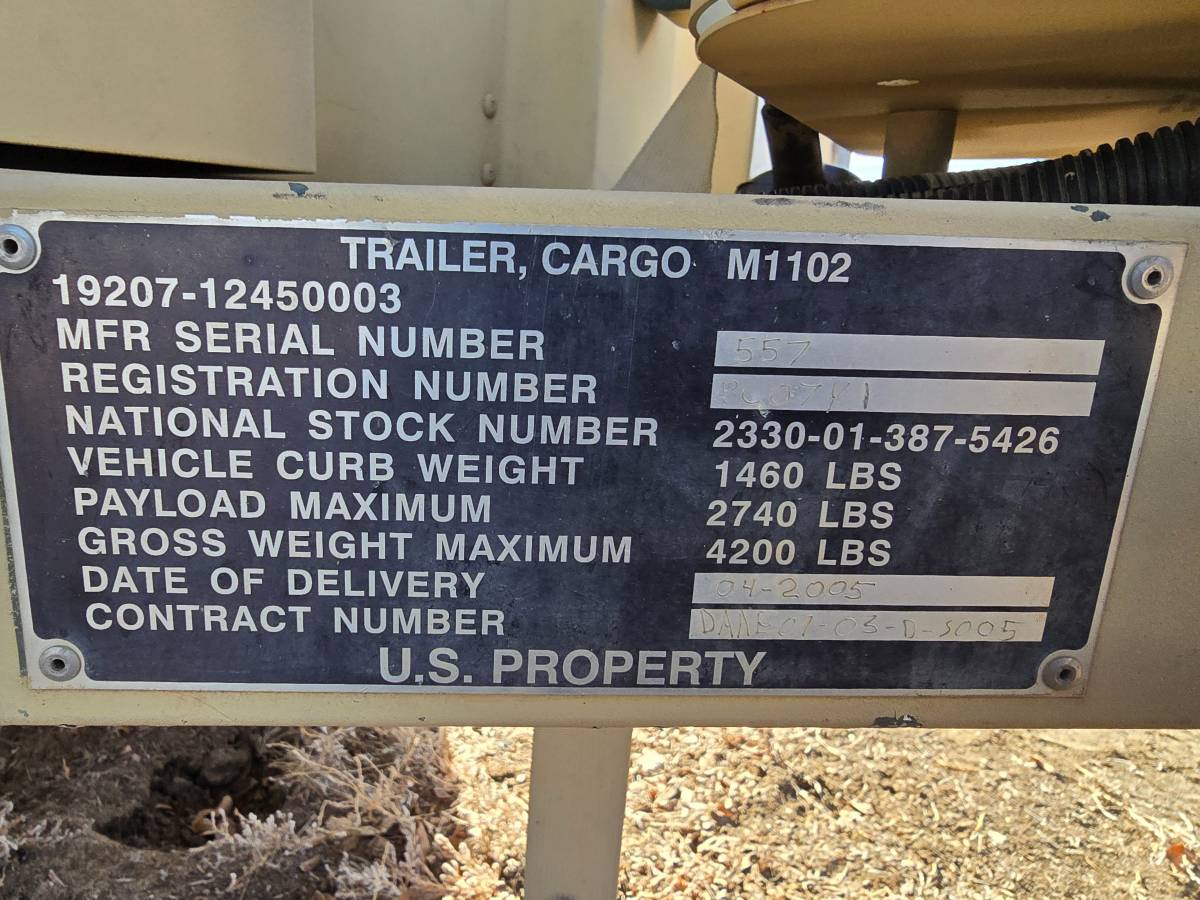 TRAILER, CARGO M1102
19207-12450003
MFR SERIAL NUMBER 557
REGISTRATION NUMBER
NATIONAL STOCK NUMBER 2330-01-387-5426
VEHICLE CURB WEIGHT 1460 LBS
PAYLOAD MAXIMUM 2740 LBS
GROSS WEIGHT MAXIMUM 4200 LBS
DATE OF DELIVERY 04-2005
CONTRACT NUMBER
U.S. PROPERTY